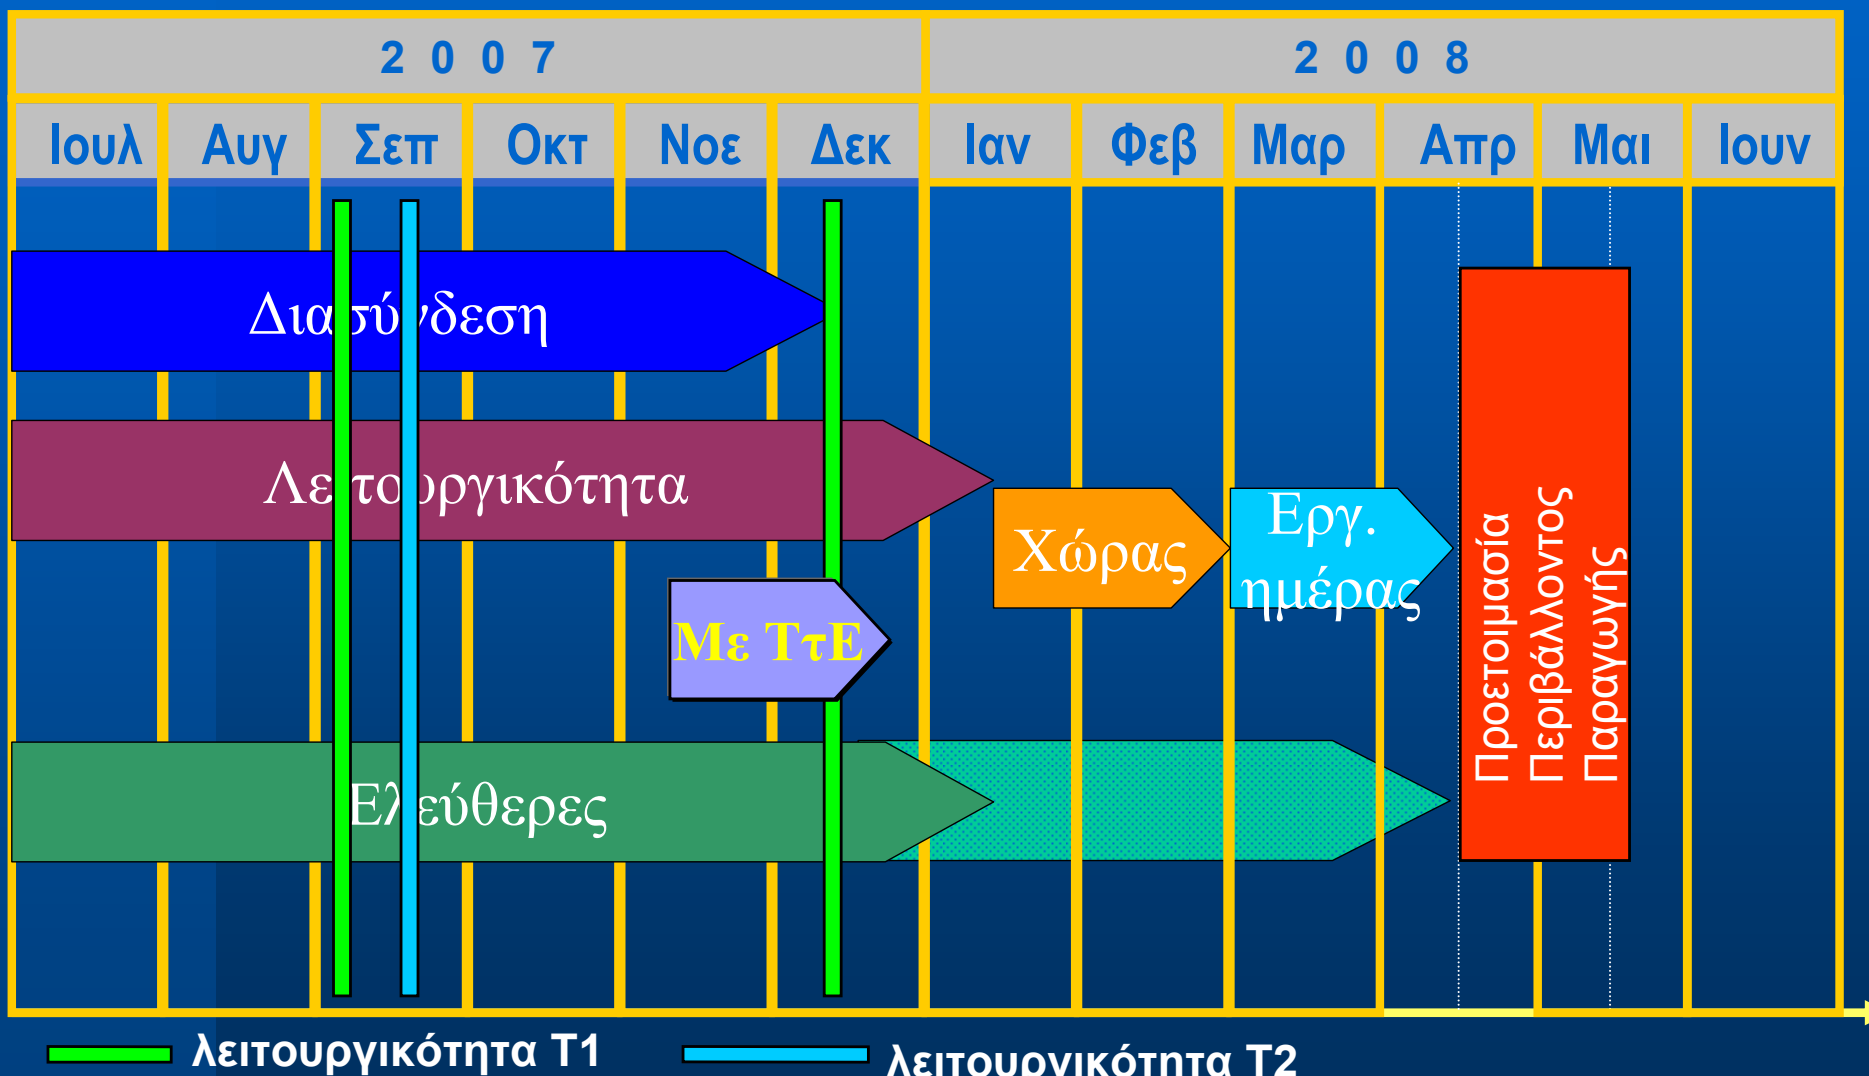 2 0 0 7
2 0 0 8
Ιουλ Αυγ Σεπ Οκτ Νοε Δεκ Ιαν Φεβ Μαρ Απρ Μαι Ιουν
Διασύνδεση
Λειτουργικότητα
Χώρας
Εργ.
ημέρας
Με ΤτΕ
Ελεύθερες
Προετοιμασία
Περιβάλλοντος
Παραγωγής
λειτουργικότητα Τ1
λειτουργικότητα Τ2